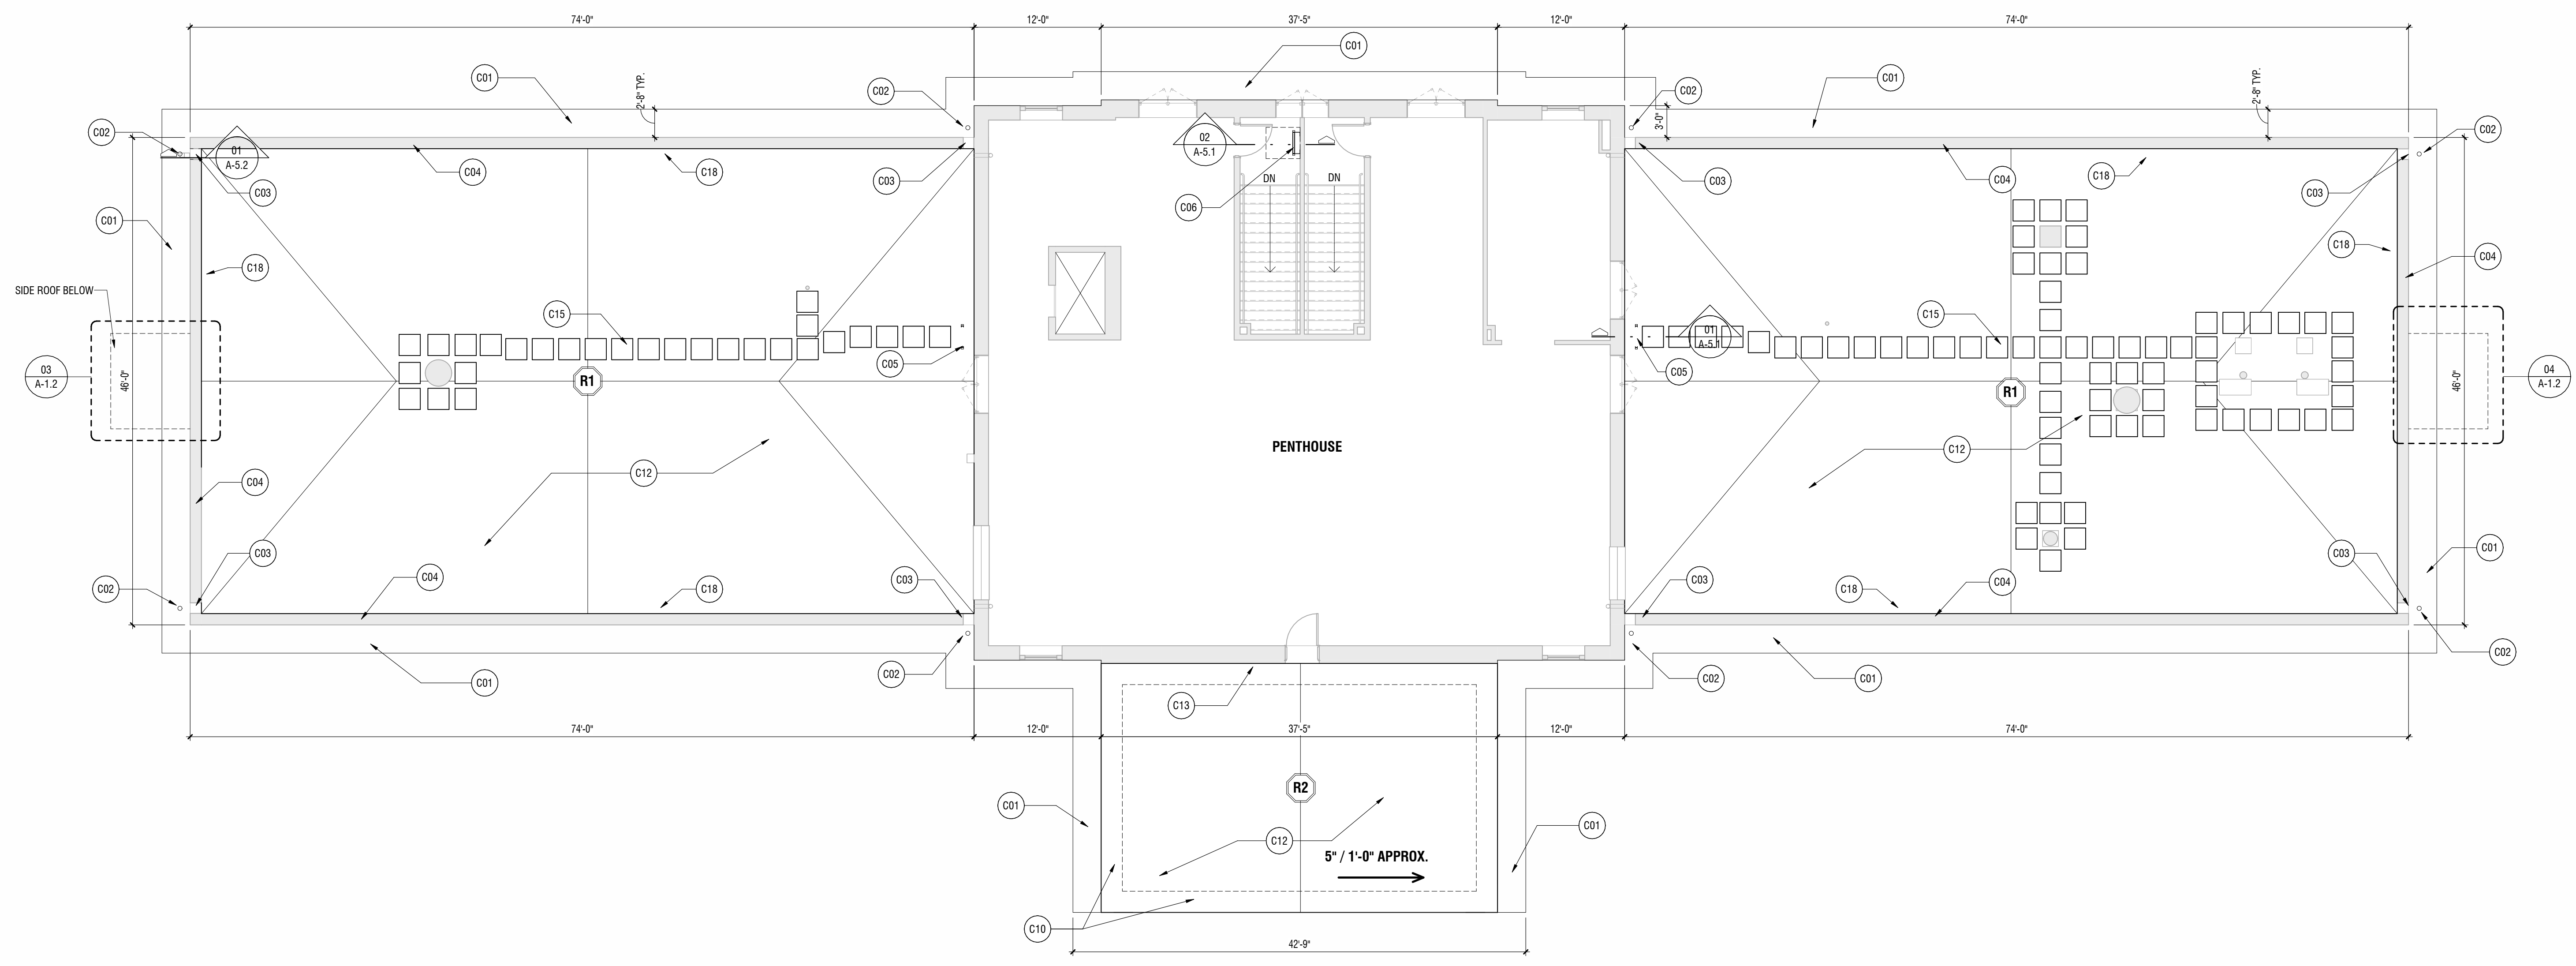 74'-0"
12'-0"
37'-5"
12'-0"
74'-0"
C01
C01
C01
2'-8" TYP.
2'-8" TYP.
C02
C02
C02
C02
3'-0"
01
A-5.2
02
A-5.1
C04
C18
C03
C03
C03
C04
C18
C03
DN
DN
C06
C01
C18
C18
C04
SIDE ROOF BELOW
C15
C15
01
A-5.1
C05
C05
03
A-1.2
46'-0"
R1
R1
46'-0"
04
A-1.2
PENTHOUSE
C12
C12
C04
C03
C03
C01
C02
C04
C18
C03
C03
C18
C04
C02
C01
C02
C02
C01
C13
74'-0"
12'-0"
37'-5"
12'-0"
74'-0"
R2
C01
C01
C12
5" / 1'-0" APPROX.
C10
42'-9"